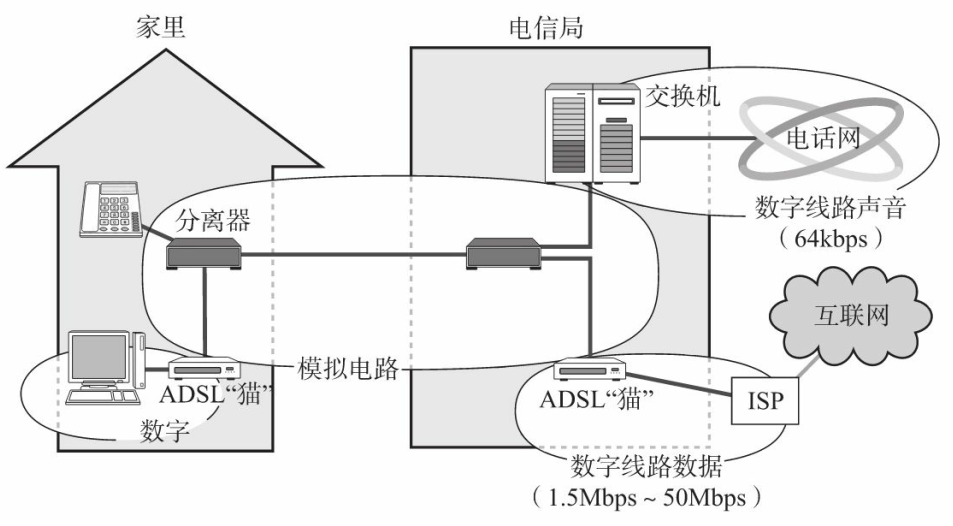 家里
电信局
交换机
电话网
分离器
数字线路声音
（64kbps）
互联网
模拟电路
ADSL“猫”
ADSL“猫”
ISP
数字
数字线路数据
（1.5Mbps ~ 50Mbps）